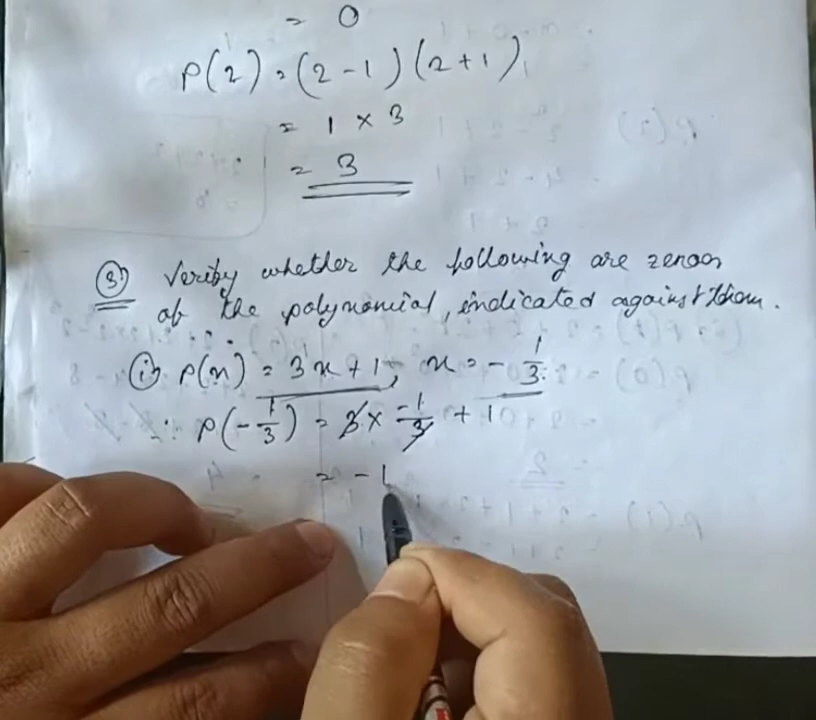 = 0
P(2) = (2-1)(2+1)
= 1 × 3
= 3
③ Verify whether the following are zeroes
of the polynomial, indicated against them.
(i) P(x) = 3x + 1, x = -1/3.
∴ P(-1/3) = 3 × -1/3 + 1
= -1